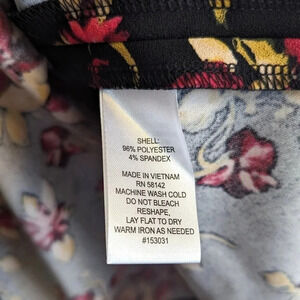 SHELL:
96% POLYESTER
4% SPANDEX
MADE IN VIETNAM
RN 58142
MACHINE WASH COLD
DO NOT BLEACH
RESHAPE,
LAY FLAT TO DRY
WARM IRON AS NEEDED
#153031